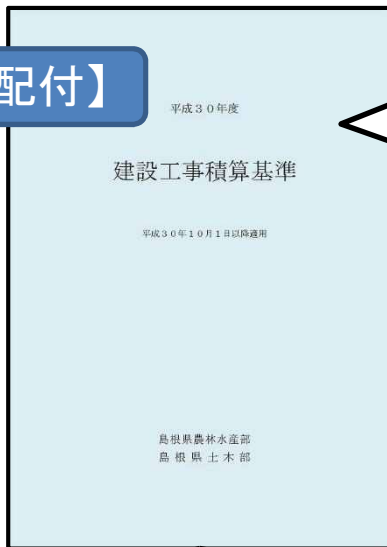 配付】
平成３０年度
建設工事積算基準
平成３０年１０月１日以降適用
島根県農林水産部
島根県土木部